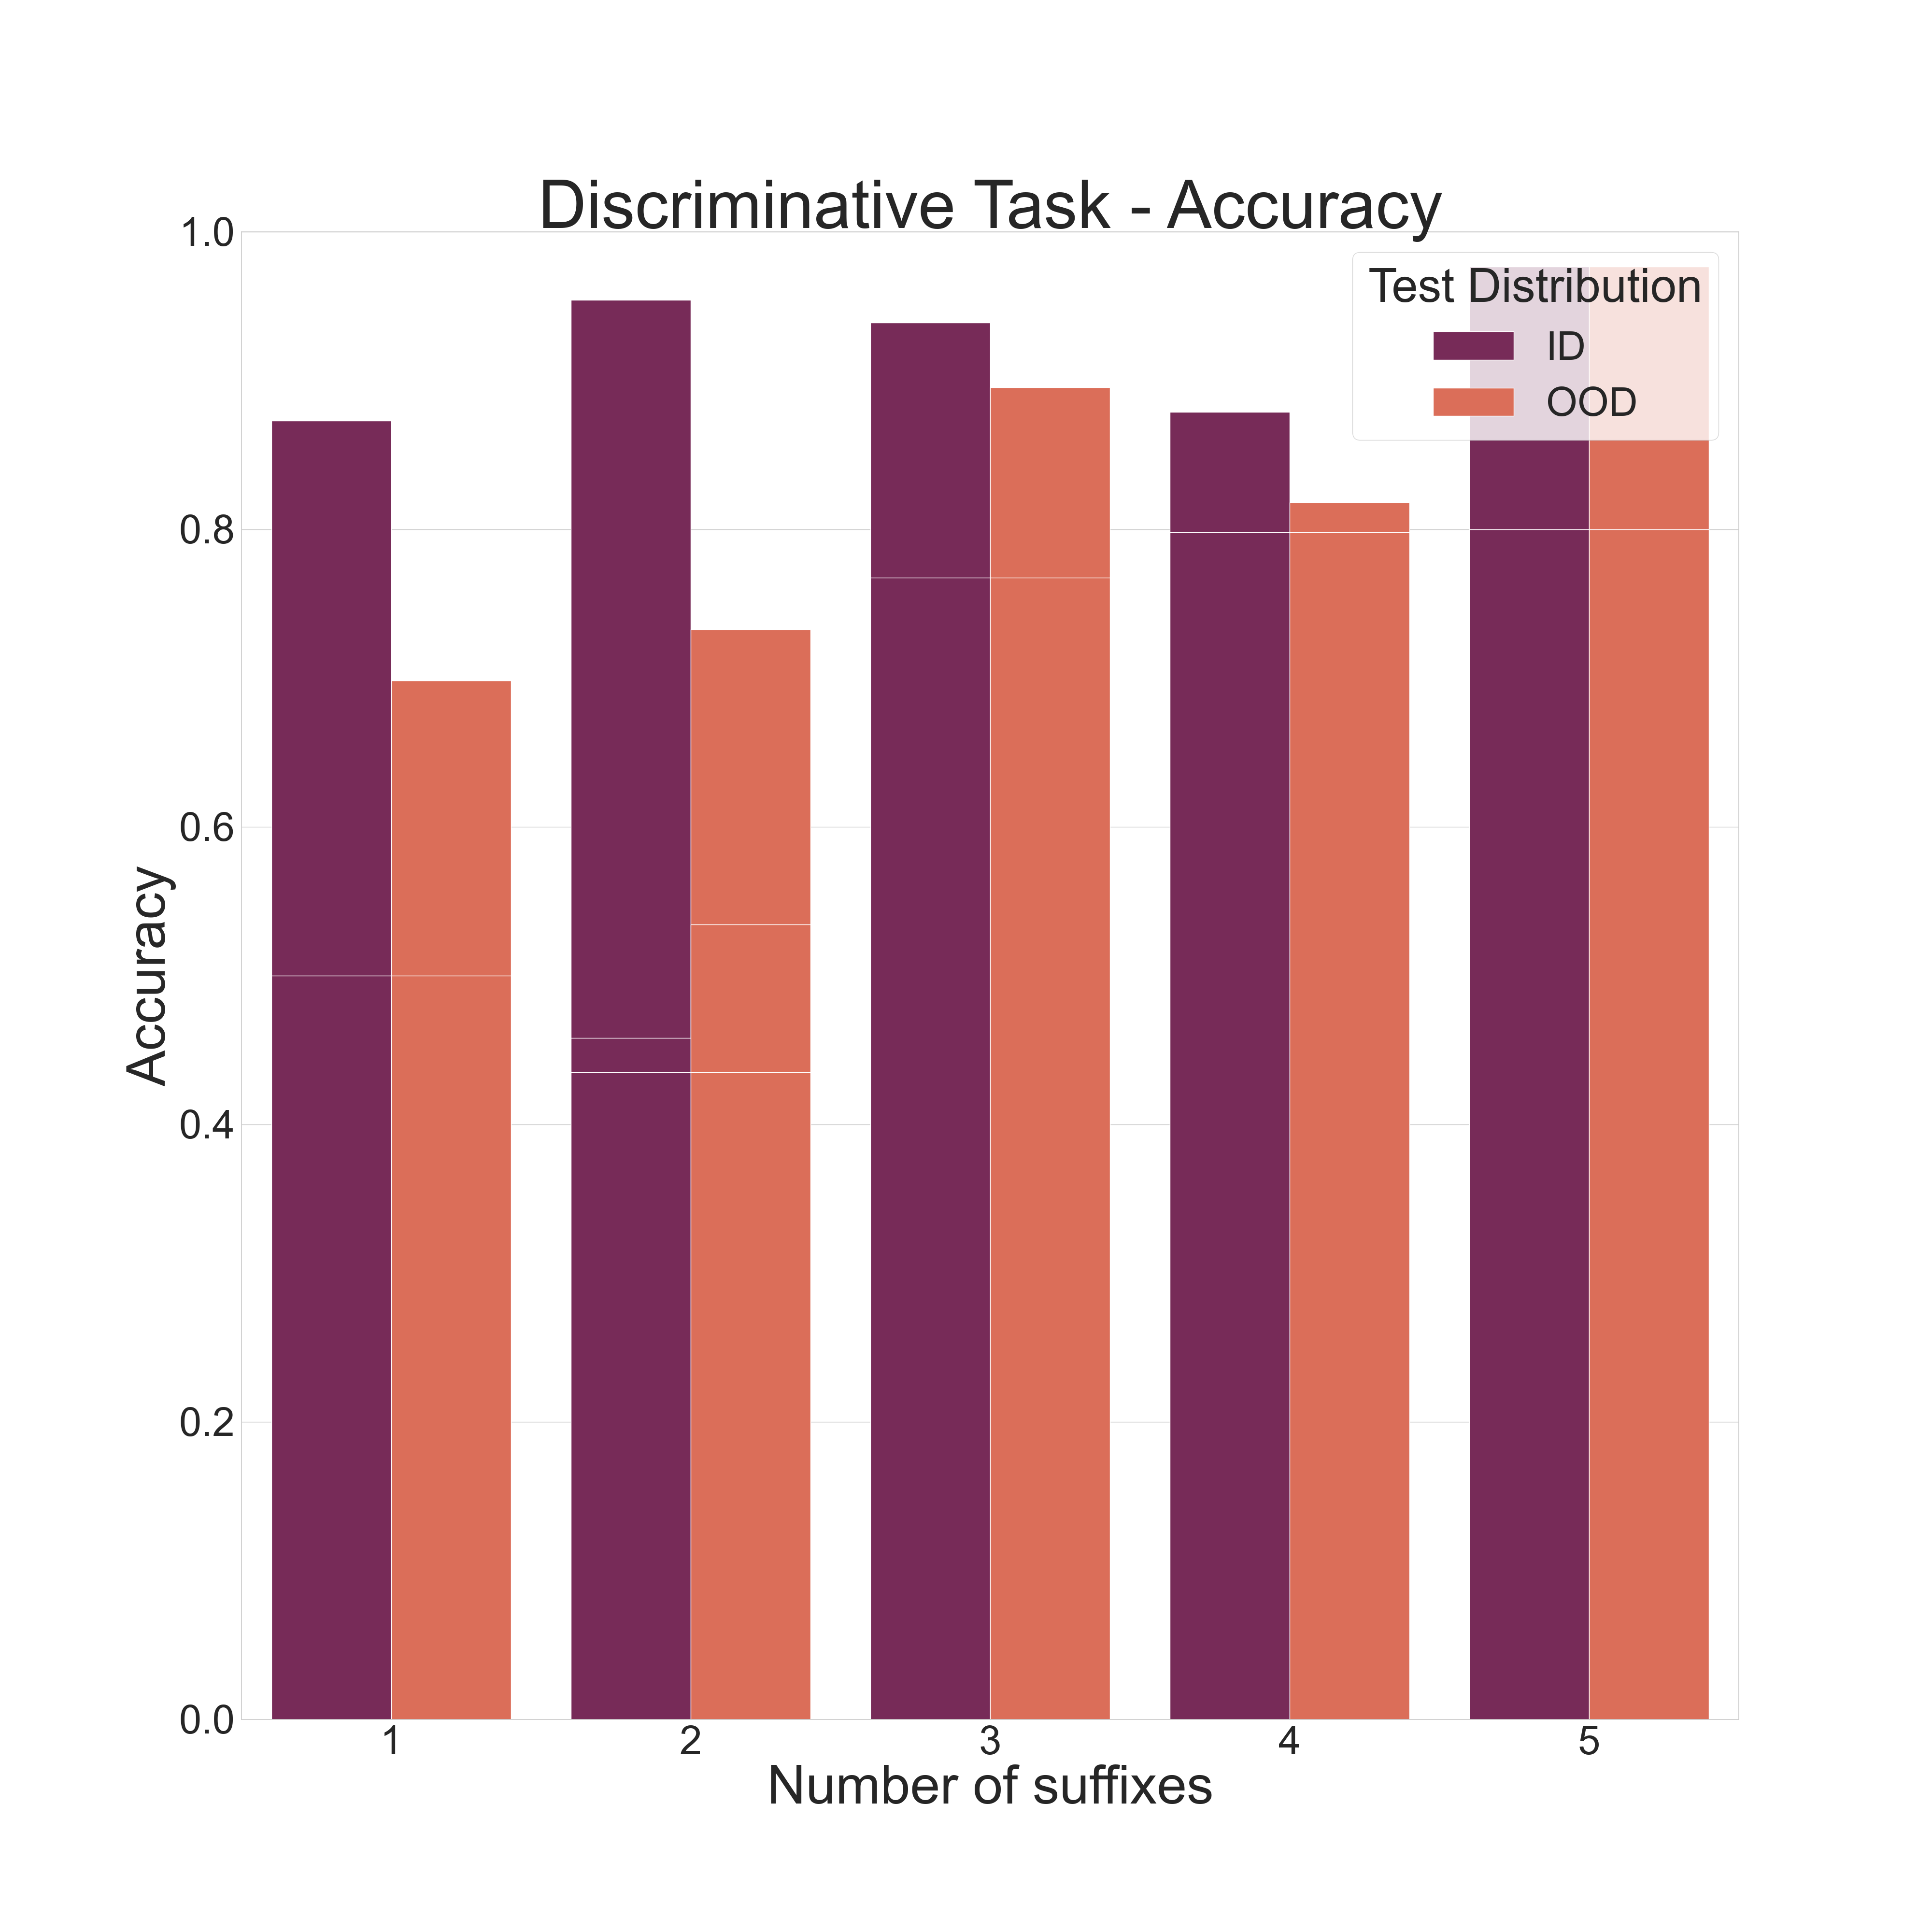 Discriminative Task - Accuracy
1.0
0.8
0.6
0.4
0.2
0.0
Accuracy
Test Distribution
ID
OOD
1 2 3 4 5
Number of suffixes